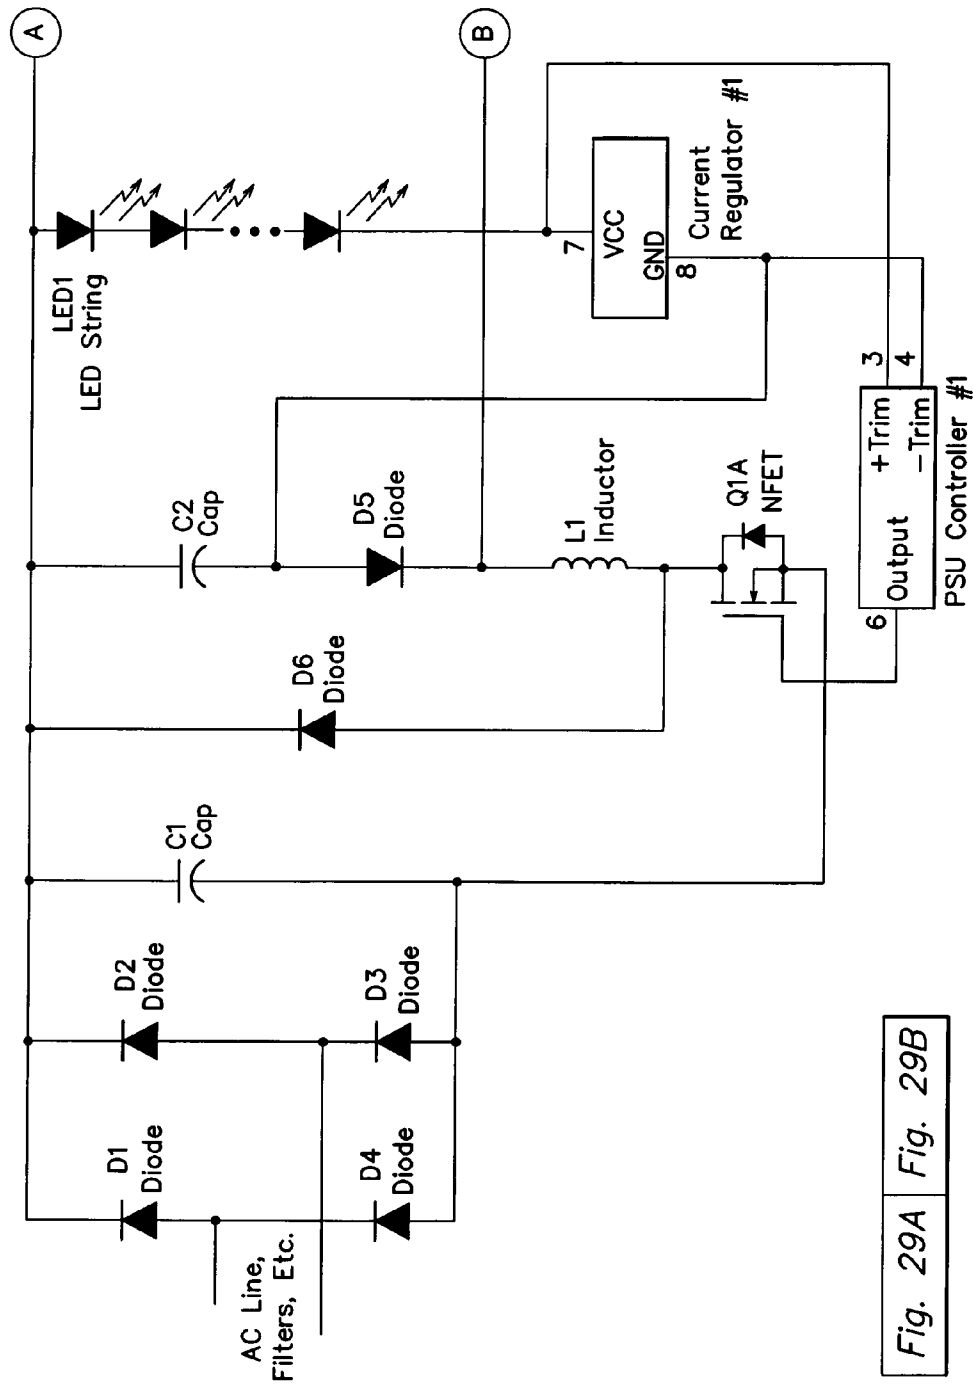 A
B
LED1
LED String
VCC
GND
7
8
Current
Regulator #1
C2
Cap
D5
Diode
L1
Inductor
Q1A
NFET
3
4
+Trim
-Trim
Output
6
PSU Controller #1
D6
Diode
C1
Cap
D2
Diode
D3
Diode
D1
Diode
D4
Diode
AC Line,
Filters, Etc.
Fig. 29A Fig. 29B